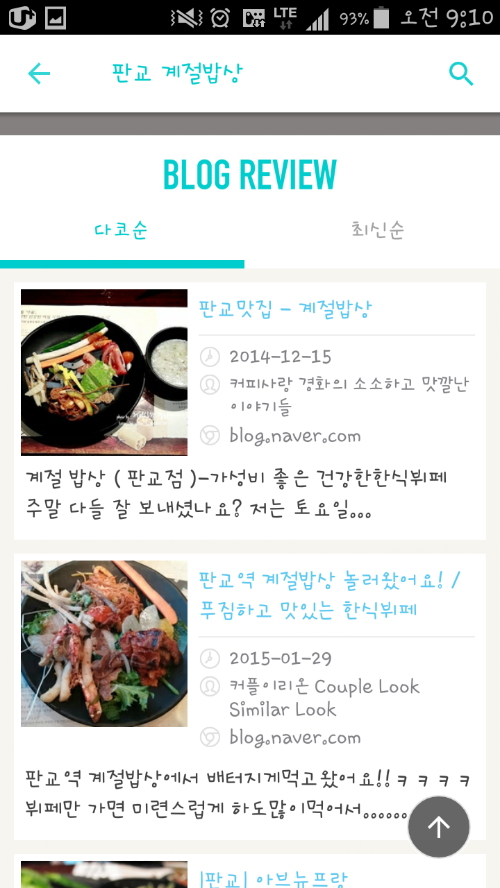 LTE
93%
오전 9:10
판교 계절밥상
BLOG REVIEW
다코순
최신순
판교맛집 - 계절밥상
2014-12-15
커피사랑 경화의 소소하고 맛깔난
이야기들
blog.naver.com
계절 밥상 ( 판교점 )-가성비 좋은 건강한한식뷔페
주말 다들 잘 보내셨나요? 저는 토요일...
판교역 계절밥상 놀러왔어요! /
푸짐하고 맛있는 한식뷔페
2015-01-29
커플이리온 Couple Look
Similar Look
blog.naver.com
판교역 계절밥상에서 배터지게먹고왔어요!! ㅋ ㅋ ㅋ ㅋ
뷔페만 가면 미련스럽게 하도많이먹어서.......
[판교] 아브뉴프랑